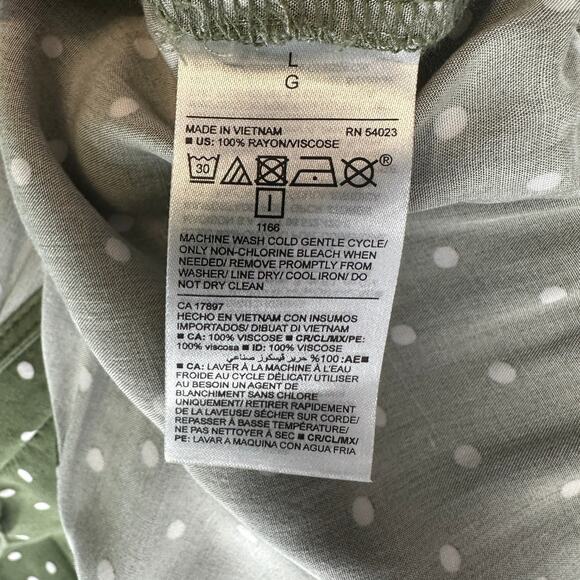 L
G
MADE IN VIETNAM RN 54023
■ US: 100% RAYON/VISCOSE
30 ®
1166
MACHINE WASH COLD GENTLE CYCLE/
ONLY NON-CHLORINE BLEACH WHEN
NEEDED/ REMOVE PROMPTLY FROM
WASHER/ LINE DRY/ COOL IRON/ DO
NOT DRY CLEAN
CA 17897
HECHO EN VIETNAM CON INSUMOS
IMPORTADOS/ DIBUAT DI VIETNAM
■ CA: 100% VISCOSE ■ CR/CL/MX/PE:
100% viscosa ■ ID: 100% VISCOSE
■ AE: 100% حرير فيسكوز صناعي
■ CA: LAVER À LA MACHINE À L'EAU
FROIDE AU CYCLE DÉLICAT/ UTILISER
AU BESOIN UN AGENT DE
BLANCHIMENT SANS CHLORE
UNIQUEMENT/ RETIRER RAPIDEMENT
DE LA LAVEUSE/ SÉCHER SUR CORDE/
REPASSER À BASSE TEMPÉRATURE/
NE PAS NETTOYER À SEC ■ CR/CL/MX/
PE: LAVAR A MAQUINA CON AGUA FRIA